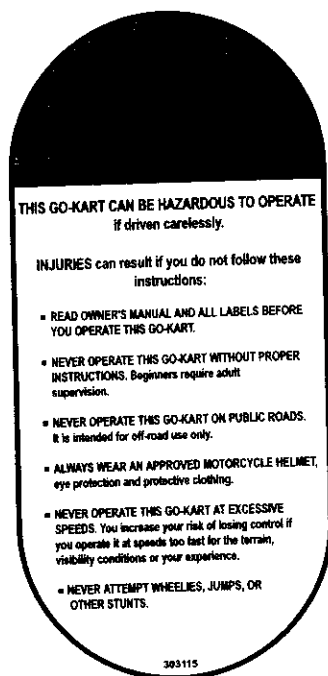 THIS GO-KART CAN BE HAZARDOUS TO OPERATE
if driven carelessly.
INJURIES can result if you do not follow these
instructions:
▪ READ OWNER'S MANUAL AND ALL LABELS BEFORE
YOU OPERATE THIS GO-KART.
▪ NEVER OPERATE THIS GO-KART WITHOUT PROPER
INSTRUCTIONS. Beginners require adult
supervision.
▪ NEVER OPERATE THIS GO-KART ON PUBLIC ROADS.
It is intended for off-road use only.
▪ ALWAYS WEAR AN APPROVED MOTORCYCLE HELMET,
eye protection and protective clothing.
▪ NEVER OPERATE THIS GO-KART AT EXCESSIVE
SPEEDS. You increase your risk of losing control if
you operate it at speeds too fast for the terrain,
visibility conditions or your experience.
▪ NEVER ATTEMPT WHEELIES, JUMPS, OR
OTHER STUNTS.
303115